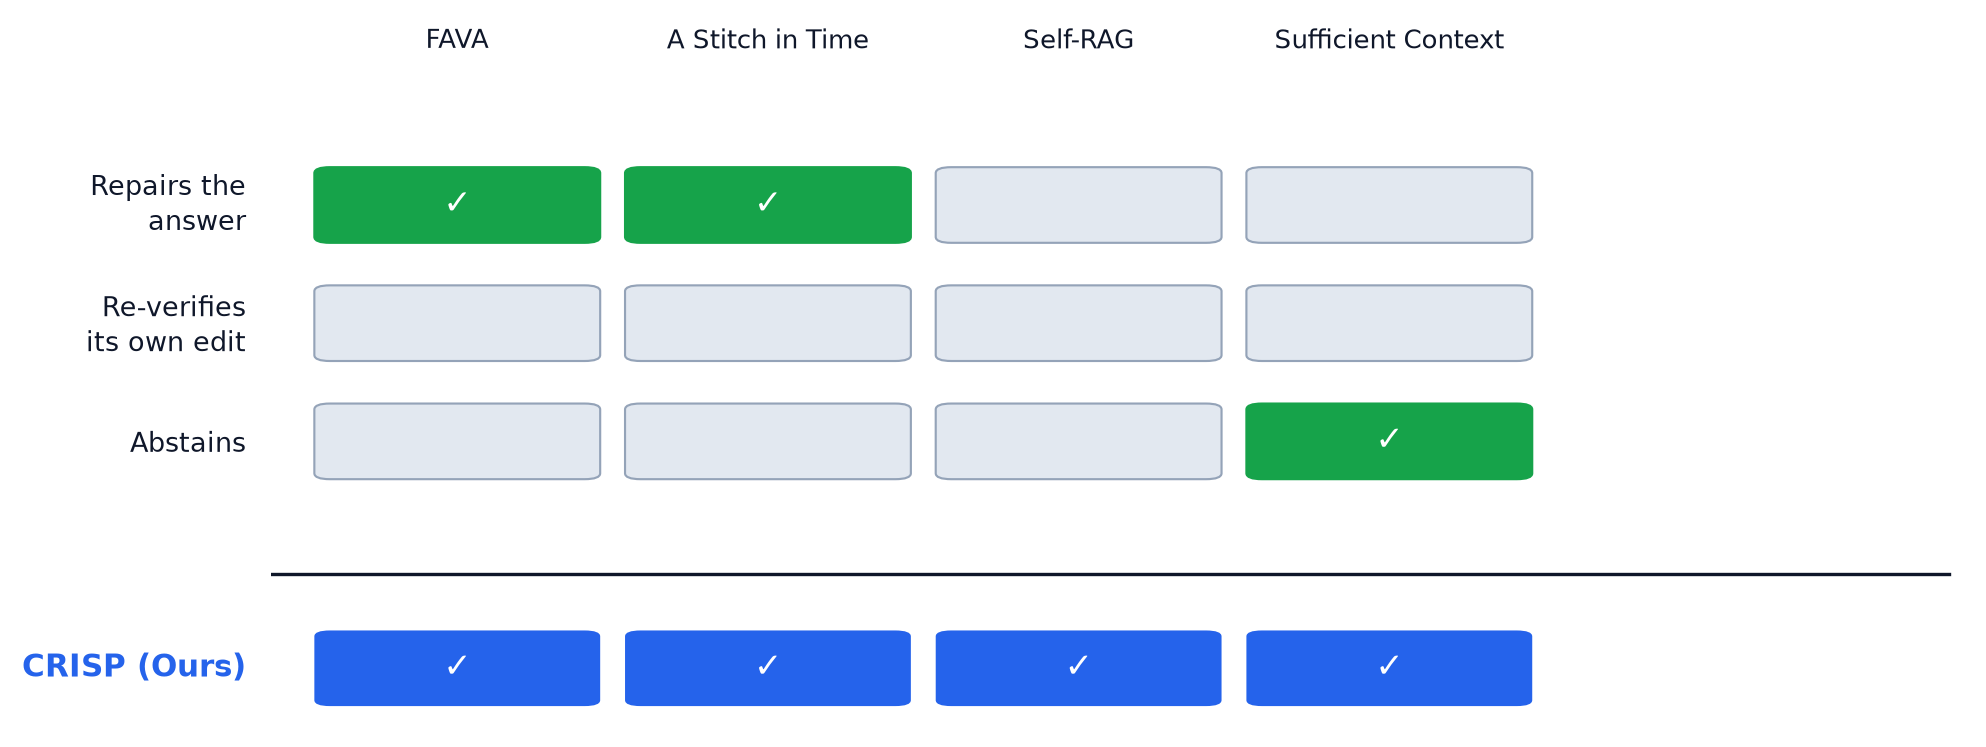 FAVA A Stitch in Time Self-RAG Sufficient Context
Repairs the
answer
✓ ✓
Re-verifies
its own edit
Abstains
✓
CRISP (Ours) ✓ ✓ ✓ ✓